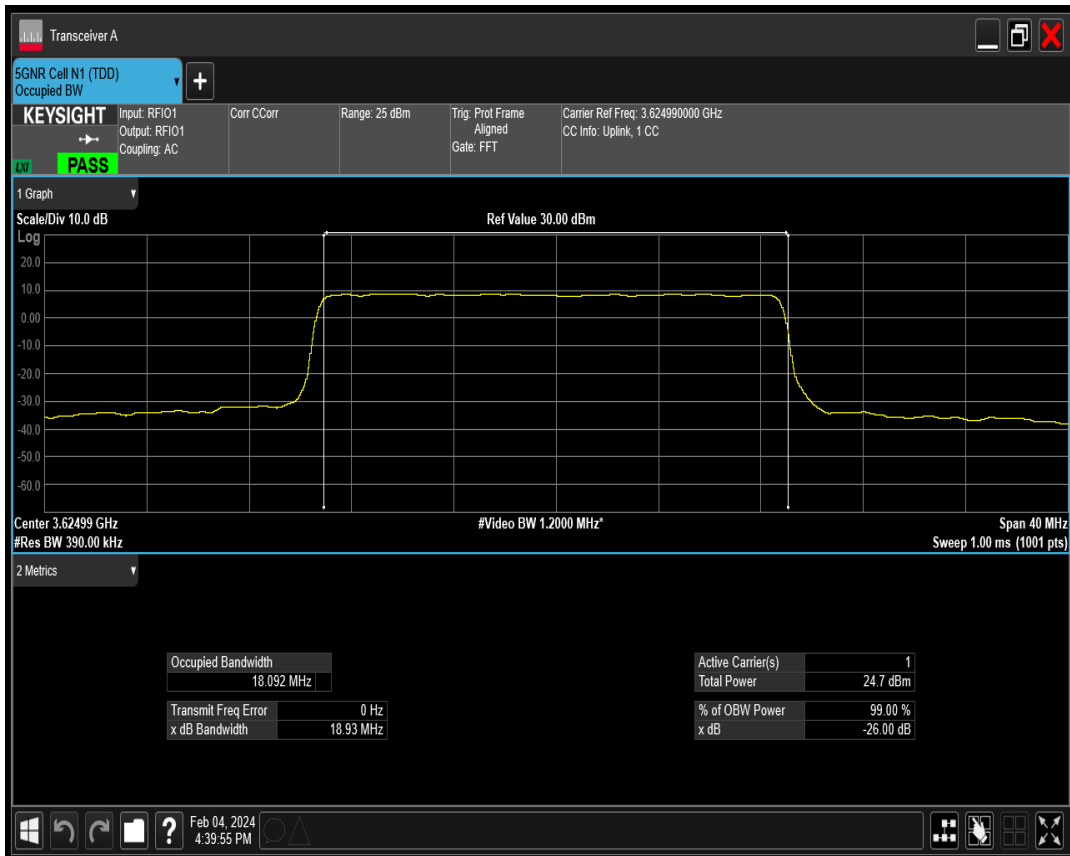 Transceiver A
5GNR Cell N1 (TDD)
Occupied BW
KEYSIGHT
LXI
PASS
Input: RFIO1
Output: RFIO1
Coupling: AC
Corr CCorr
Range: 25 dBm
Trig: Prot Frame
Aligned
Gate: FFT
Carrier Ref Freq: 3.624990000 GHz
CC Info: Uplink, 1 CC
1 Graph
Scale/Div 10.0 dB
Ref Value 30.00 dBm
Log
20.0
10.0
0.00
-10.0
-20.0
-30.0
-40.0
-50.0
-60.0
Center 3.62499 GHz
#Video BW 1.2000 MHz*
Span 40 MHz
#Res BW 390.00 kHz
Sweep 1.00 ms (1001 pts)
2 Metrics
Occupied Bandwidth
18.092 MHz
Transmit Freq Error 0 Hz
x dB Bandwidth 18.93 MHz
Active Carrier(s) 1
Total Power 24.7 dBm
% of OBW Power 99.00 %
x dB -26.00 dB
?
Feb 04, 2024
4:39:55 PM